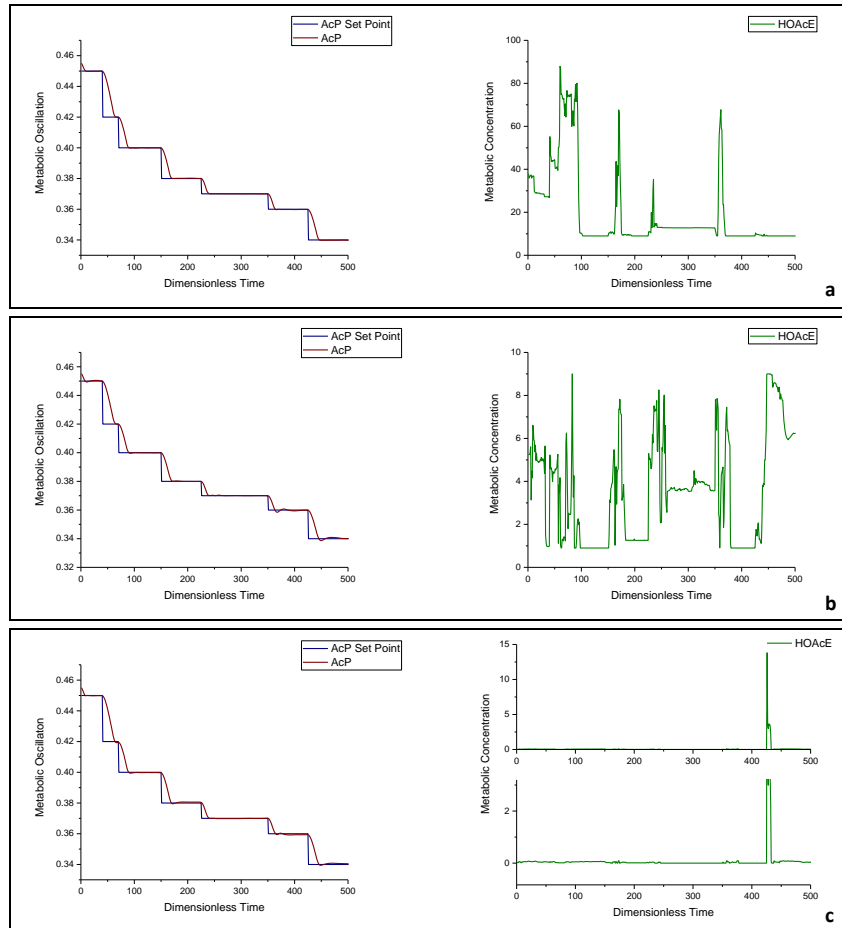 AcP Set Point
AcP
0.46
0.44
0.42
0.40
0.38
0.36
0.34
Metabolic Oscillation
0 100 200 300 400 500
Dimensionless Time
HOAcE
100
80
60
40
20
0
Metabolic Concentration
0 100 200 300 400 500
Dimensionless Time
a
AcP Set Point
AcP
0.46
0.44
0.42
0.40
0.38
0.36
0.34
0.32
Metabolic Oscillation
0 100 200 300 400 500
Dimensionless Time
HOAcE
10
8
6
4
2
0
Metabolic Concentration
0 100 200 300 400 500
Dimensionless Time
b
AcP Set Point
AcP
0.46
0.44
0.42
0.40
0.38
0.36
0.34
Metabolic Oscillaton
0 100 200 300 400 500
Dimensionless Time
HOAcE
15
10
5
0
0 100 200 300 400 500
Metabolic Concentration
2
0
0 100 200 300 400 500
Dimensionless Time
c